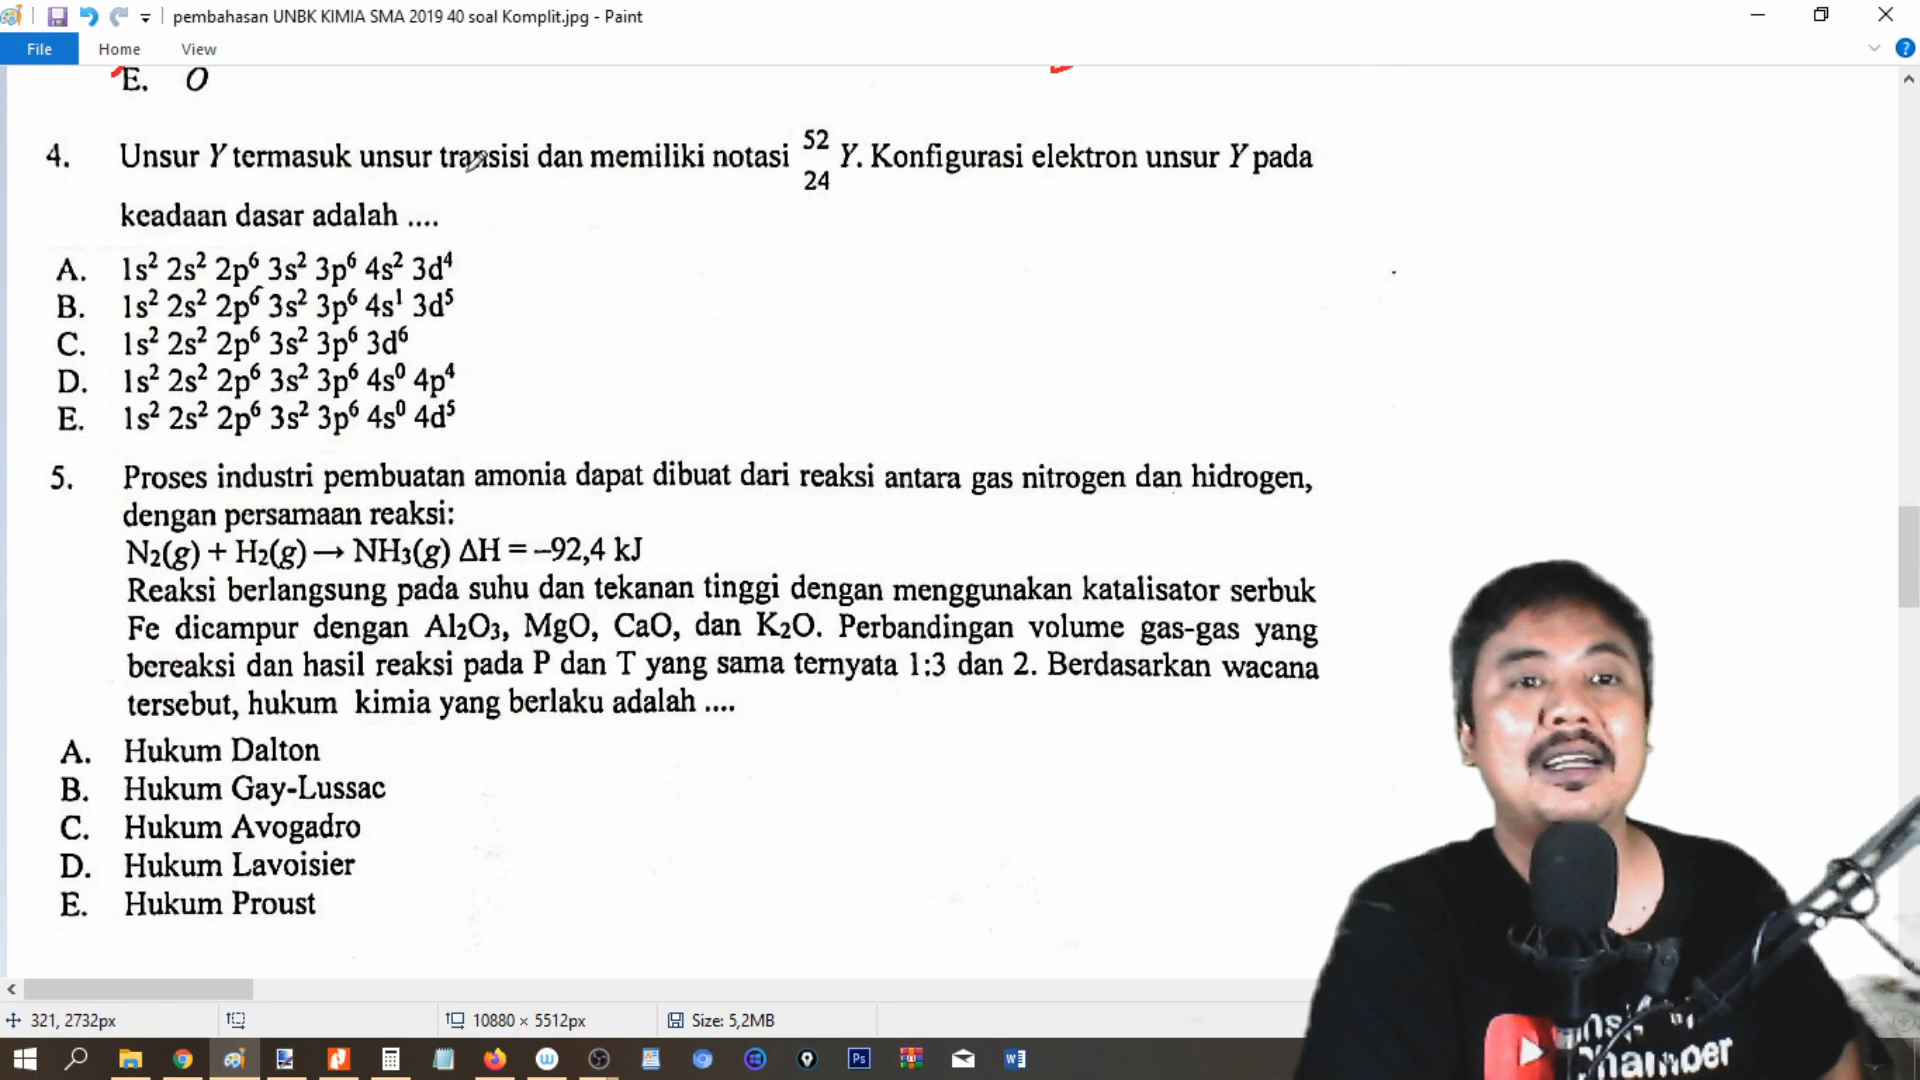 pembahasan UNBK KIMIA SMA 2019 40 soal Komplit.jpg - Paint
File Home View
E. O
4. Unsur Y termasuk unsur transisi dan memiliki notasi ⁵²₂₄Y. Konfigurasi elektron unsur Y pada
keadaan dasar adalah ....
A. 1s² 2s² 2p⁶ 3s² 3p⁶ 4s² 3d⁴
B. 1s² 2s² 2p⁶ 3s² 3p⁶ 4s¹ 3d⁵
C. 1s² 2s² 2p⁶ 3s² 3p⁶ 3d⁶
D. 1s² 2s² 2p⁶ 3s² 3p⁶ 4s⁰ 4p⁴
E. 1s² 2s² 2p⁶ 3s² 3p⁶ 4s⁰ 4d⁵
5. Proses industri pembuatan amonia dapat dibuat dari reaksi antara gas nitrogen dan hidrogen,
dengan persamaan reaksi:
N₂(g) + H₂(g) → NH₃(g) ΔH = –92,4 kJ
Reaksi berlangsung pada suhu dan tekanan tinggi dengan menggunakan katalisator serbuk
Fe dicampur dengan Al₂O₃, MgO, CaO, dan K₂O. Perbandingan volume gas-gas yang
bereaksi dan hasil reaksi pada P dan T yang sama ternyata 1:3 dan 2. Berdasarkan wacana
tersebut, hukum kimia yang berlaku adalah ....
A. Hukum Dalton
B. Hukum Gay-Lussac
C. Hukum Avogadro
D. Hukum Lavoisier
E. Hukum Proust
321, 2732px
10880 × 5512px
Size: 5,2MB
Ps